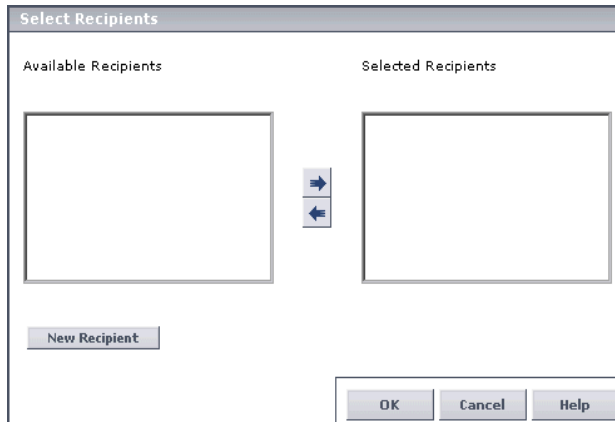 Select Recipients
Available Recipients
Selected Recipients
New Recipient
OK
Cancel
Help